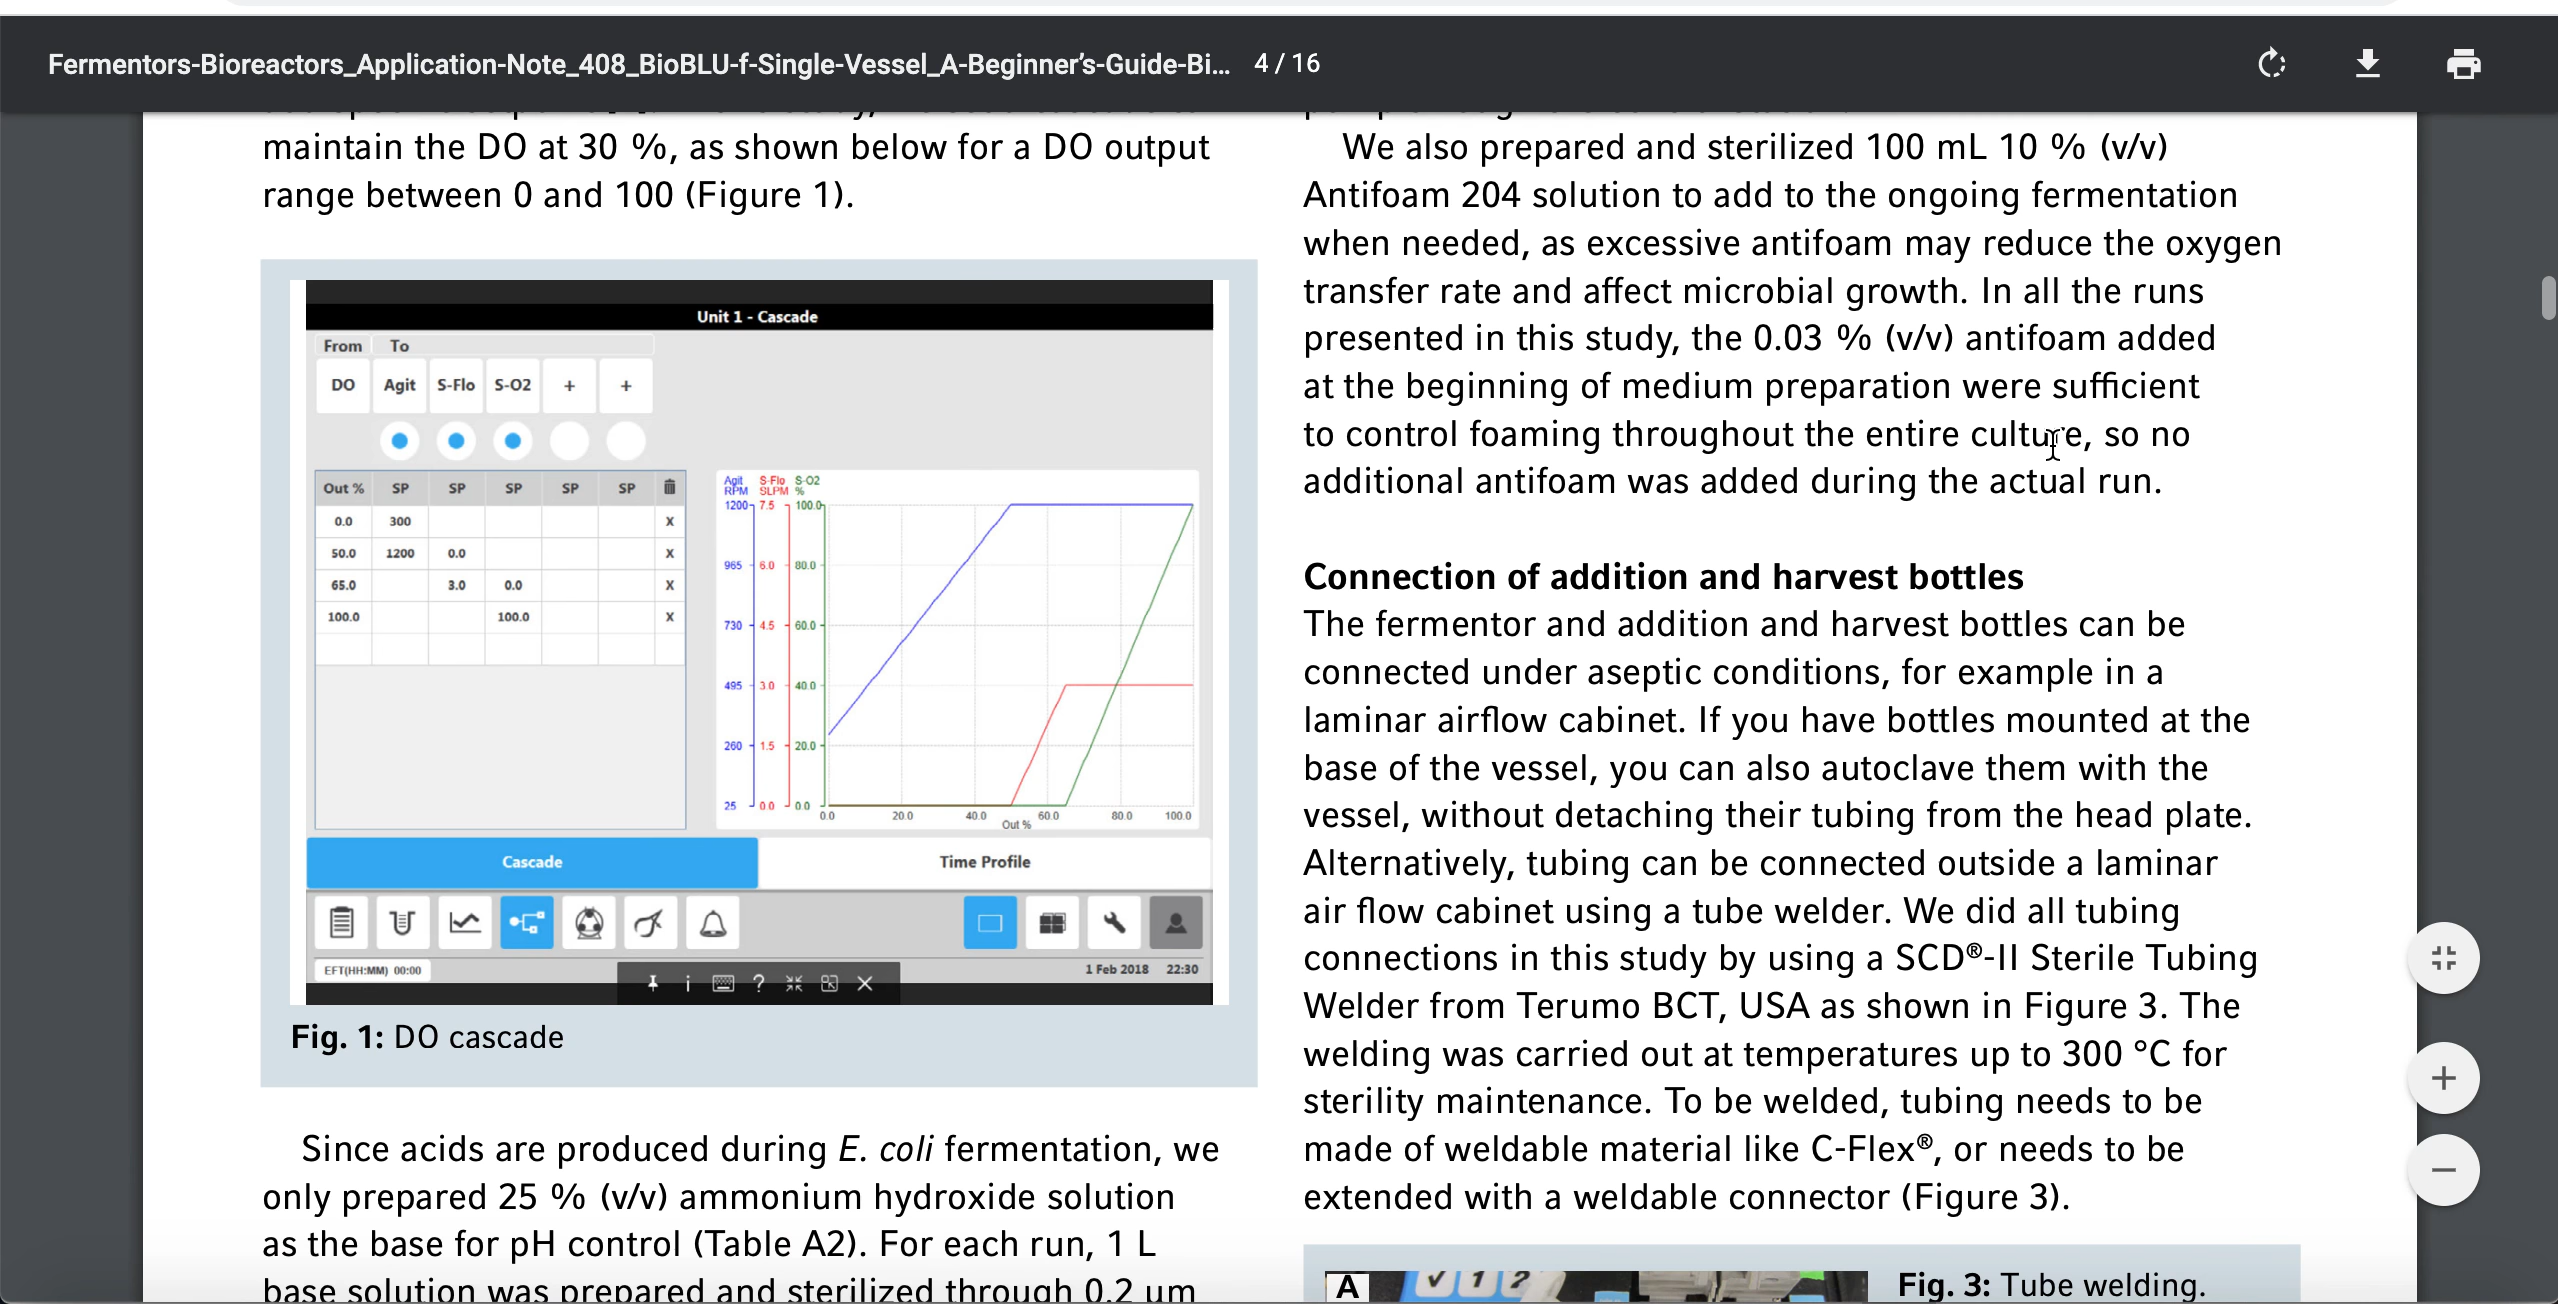 Fermentors-Bioreactors_Application-Note_408_BioBLU-f-Single-Vessel_A-Beginner’s-Guide-Bi... 4 / 16
maintain the DO at 30 %, as shown below for a DO output
range between 0 and 100 (Figure 1).
Unit 1 - Cascade
From To
DO Agit S-Flo S-O2 + +
Out % SP SP SP SP SP
0.0 300 X
50.0 1200 0.0 X
65.0 3.0 0.0 X
100.0 100.0 X
Agit S-Flo S-O2
RPM SLPM %
1200 7.5 100.0
965 6.0 80.0
730 4.5 60.0
495 3.0 40.0
260 1.5 20.0
25 0.0 0.0
0.0 20.0 40.0 60.0 80.0 100.0
Out %
Cascade Time Profile
EFT(HH:MM) 00:00 1 Feb 2018 22:30
Fig. 1: DO cascade
Since acids are produced during E. coli fermentation, we
only prepared 25 % (v/v) ammonium hydroxide solution
as the base for pH control (Table A2). For each run, 1 L
base solution was prepared and sterilized through 0.2 µm
We also prepared and sterilized 100 mL 10 % (v/v)
Antifoam 204 solution to add to the ongoing fermentation
when needed, as excessive antifoam may reduce the oxygen
transfer rate and affect microbial growth. In all the runs
presented in this study, the 0.03 % (v/v) antifoam added
at the beginning of medium preparation were sufficient
to control foaming throughout the entire culture, so no
additional antifoam was added during the actual run.
Connection of addition and harvest bottles
The fermentor and addition and harvest bottles can be
connected under aseptic conditions, for example in a
laminar airflow cabinet. If you have bottles mounted at the
base of the vessel, you can also autoclave them with the
vessel, without detaching their tubing from the head plate.
Alternatively, tubing can be connected outside a laminar
air flow cabinet using a tube welder. We did all tubing
connections in this study by using a SCD®-II Sterile Tubing
Welder from Terumo BCT, USA as shown in Figure 3. The
welding was carried out at temperatures up to 300 °C for
sterility maintenance. To be welded, tubing needs to be
made of weldable material like C-Flex®, or needs to be
extended with a weldable connector (Figure 3).
A
1 2
Fig. 3: Tube welding.